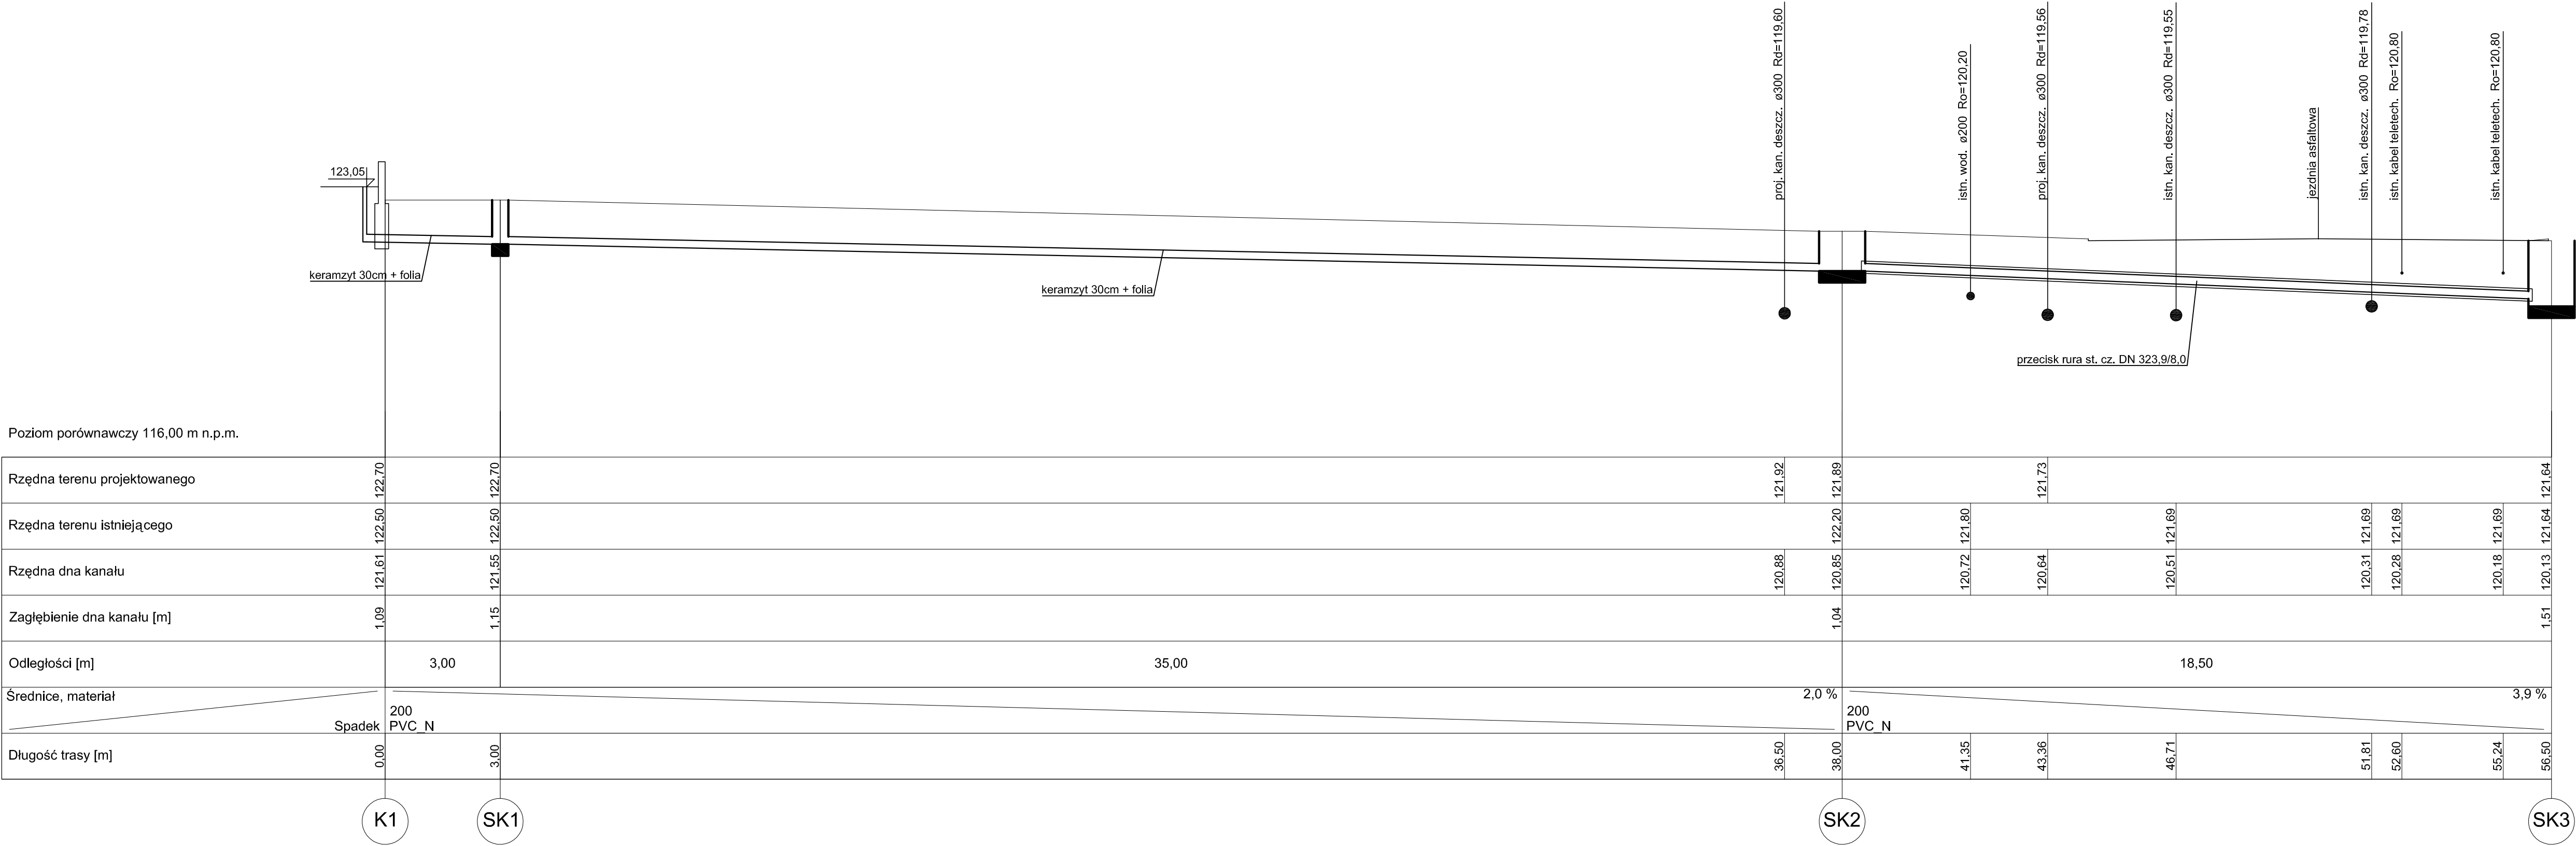 proj. kan. deszcz. ø300 Rd=119,60
istn. wod. ø200 Ro=120,20
proj. kan. deszcz. ø300 Rd=119,56
istn. kan. deszcz. ø300 Rd=119,55
jezdnia asfaltowa
istn. kan. deszcz. ø300 Rd=119,78
istn. kabel teletech. Ro=120,80
istn. kabel teletech. Ro=120,80
123,05
keramzyt 30cm + folia
keramzyt 30cm + folia
przecisk rura st. cz. DN 323,9/8,0
Poziom porównawczy 116,00 m n.p.m.
Rzędna terenu projektowanego 122,70 122,70 121,92 121,89 121,73 121,64
Rzędna terenu istniejącego 122,50 122,50 122,20 121,80 121,69 121,69 121,69 121,69 121,64
Rzędna dna kanału 121,61 121,55 120,88 120,85 120,72 120,64 120,51 120,31 120,28 120,18 120,13
Zagłębienie dna kanału [m] 1,09 1,15 1,04 1,51
Odległości [m] 3,00 35,00 18,50
Średnice, materiał 2,0 % 3,9 %
200 200
Spadek PVC_N PVC_N
Długość trasy [m] 0,00 3,00 36,50 38,00 41,35 43,36 46,71 51,81 52,60 55,24 56,50
K1 SK1 SK2 SK3